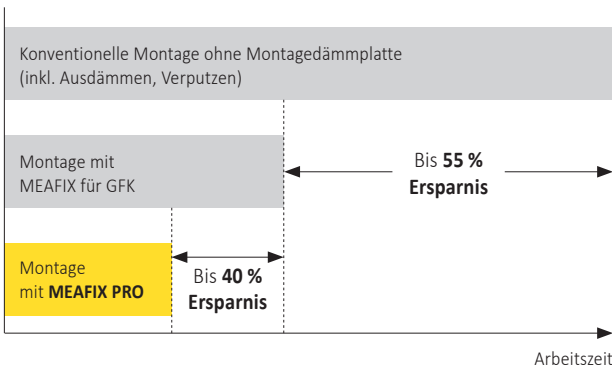 Konventionelle Montage ohne Montagedämmplatte
(inkl. Ausdämmen, Verputzen)
Montage mit
MEAFIX für GFK
Bis 55 %
Ersparnis
Montage
mit MEAFIX PRO
Bis 40 %
Ersparnis
Arbeitszeit